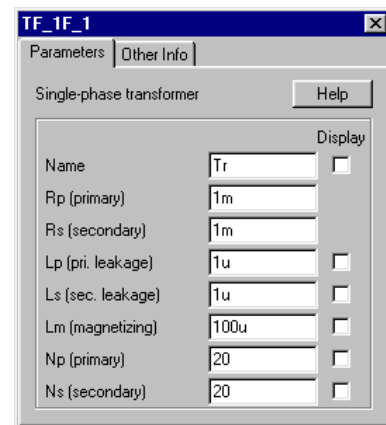 TF_1F_1
Parameters Other Info
Single-phase transformer Help
Display
Name Tr
Rp (primary) 1m
Rs (secondary) 1m
Lp (pri. leakage) 1u
Ls (sec. leakage) 1u
Lm (magnetizing) 100u
Np (primary) 20
Ns (secondary) 20